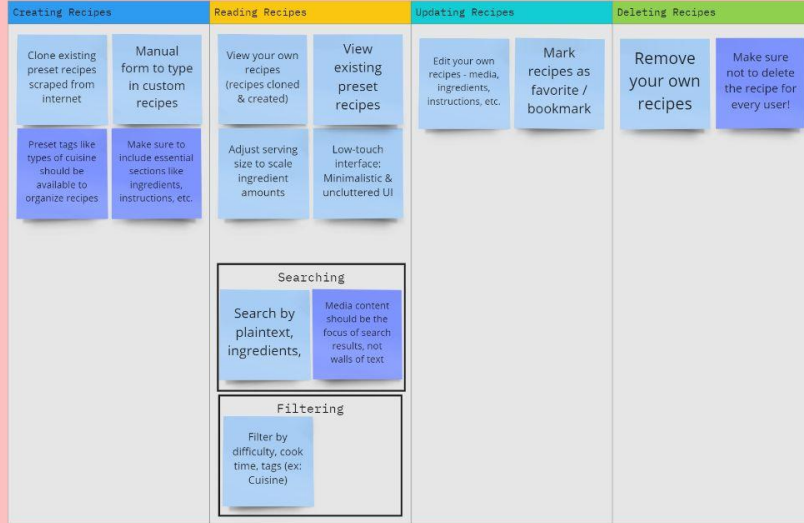 Creating Recipes
Reading Recipes
Updating Recipes
Deleting Recipes
Clone existing
preset recipes
scraped from
internet
Manual
form to type
in custom
recipes
Preset tags like
types of cuisine
should be
available to
organize recipes
Make sure to
include essential
sections like
ingredients,
instructions, etc.
View your own
recipes
(recipes cloned
& created)
View
existing
preset
recipes
Adjust serving
size to scale
ingredient
amounts
Low-touch
interface:
Minimalistic &
uncluttered UI
Searching
Search by
plaintext,
ingredients,
Media content
should be the
focus of search
results, not
walls of text
Filtering
Filter by
difficulty, cook
time, tags (ex:
Cuisine)
Edit your own
recipes - media,
ingredients,
instructions, etc.
Mark
recipes as
favorite /
bookmark
Remove
your own
recipes
Make sure
not to delete
the recipe for
every user!